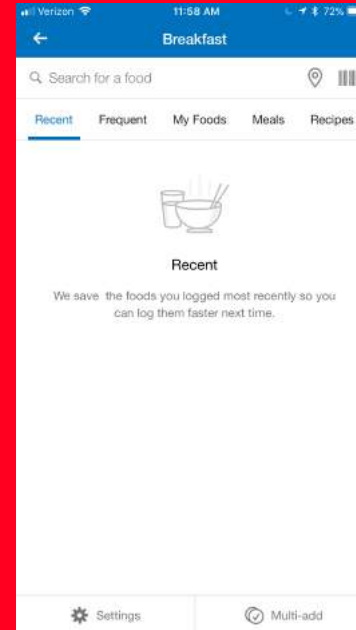 Verizon 11:58 AM 72%
Breakfast
Search for a food
Recent Frequent My Foods Meals Recipes
Recent
We save the foods you logged most recently so you
can log them faster next time.
Settings Multi-add